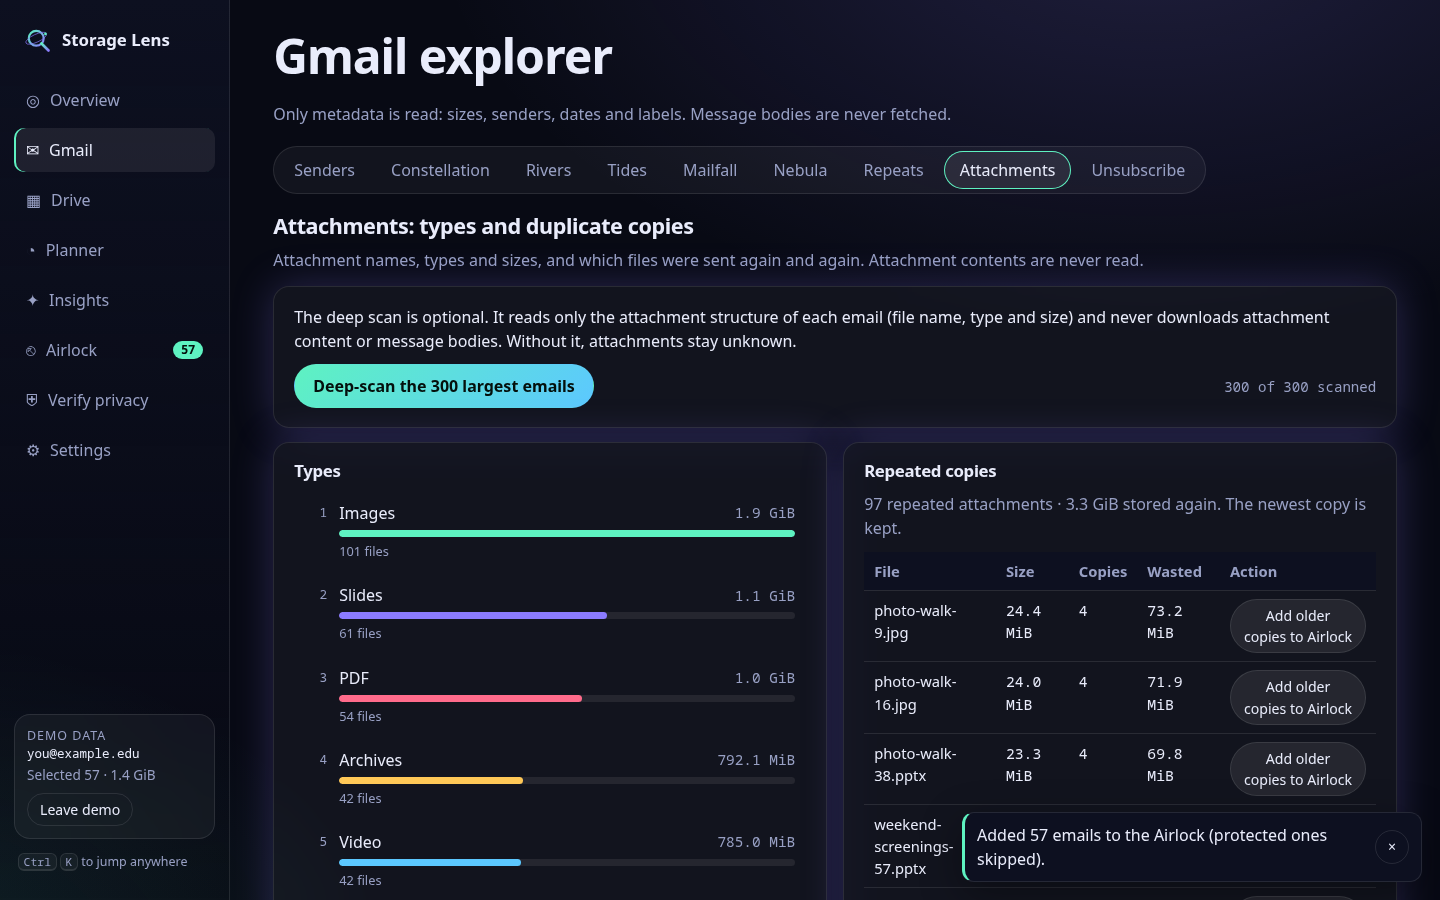 Storage Lens
Overview
Gmail
Drive
Planner
Insights
Airlock 57
Verify privacy
Settings
DEMO DATA
you@example.edu
Selected 57 · 1.4 GiB
Leave demo
Ctrl K to jump anywhere
Gmail explorer
Only metadata is read: sizes, senders, dates and labels. Message bodies are never fetched.
Senders Constellation Rivers Tides Mailfall Nebula Repeats Attachments Unsubscribe
Attachments: types and duplicate copies
Attachment names, types and sizes, and which files were sent again and again. Attachment contents are never read.
The deep scan is optional. It reads only the attachment structure of each email (file name, type and size) and never downloads attachment
content or message bodies. Without it, attachments stay unknown.
Deep-scan the 300 largest emails
300 of 300 scanned
Types
1 Images 1.9 GiB
101 files
2 Slides 1.1 GiB
61 files
3 PDF 1.0 GiB
54 files
4 Archives 792.1 MiB
42 files
5 Video 785.0 MiB
42 files
Repeated copies
97 repeated attachments · 3.3 GiB stored again. The newest copy is
kept.
File Size Copies Wasted Action
photo-walk-
9.jpg
24.4
MiB
4
73.2
MiB
Add older
copies to Airlock
photo-walk-
16.jpg
24.0
MiB
4
71.9
MiB
Add older
copies to Airlock
photo-walk-
38.pptx
23.3
MiB
4
69.8
MiB
Add older
copies to Airlock
weekend-
screenings-
57.pptx
Added 57 emails to the Airlock (protected ones
skipped).
×